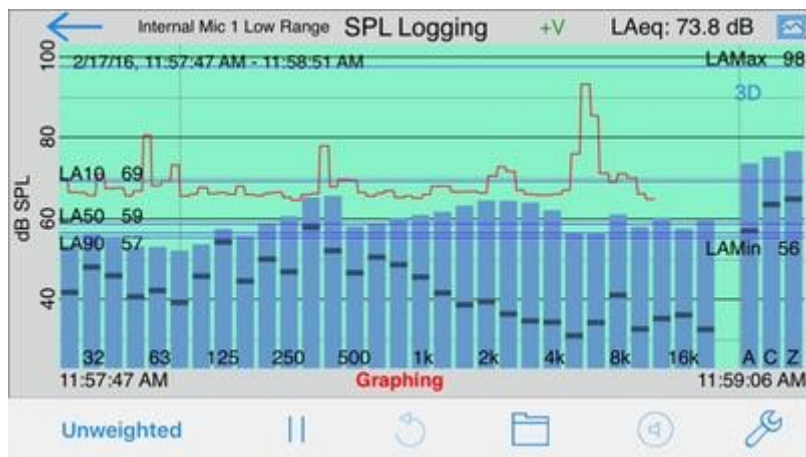 Internal Mic 1 Low Range SPL Logging +V LAeq: 73.8 dB
2/17/16, 11:57:47 AM - 11:58:51 AM LAMax 98
3D
100
80
60
40
dB SPL
LA10 69
LA50 59
LA90 57
LAMin 56
32 63 125 250 500 1k 2k 4k 8k 16k A C Z
11:57:47 AM Graphing 11:59:06 AM
Unweighted